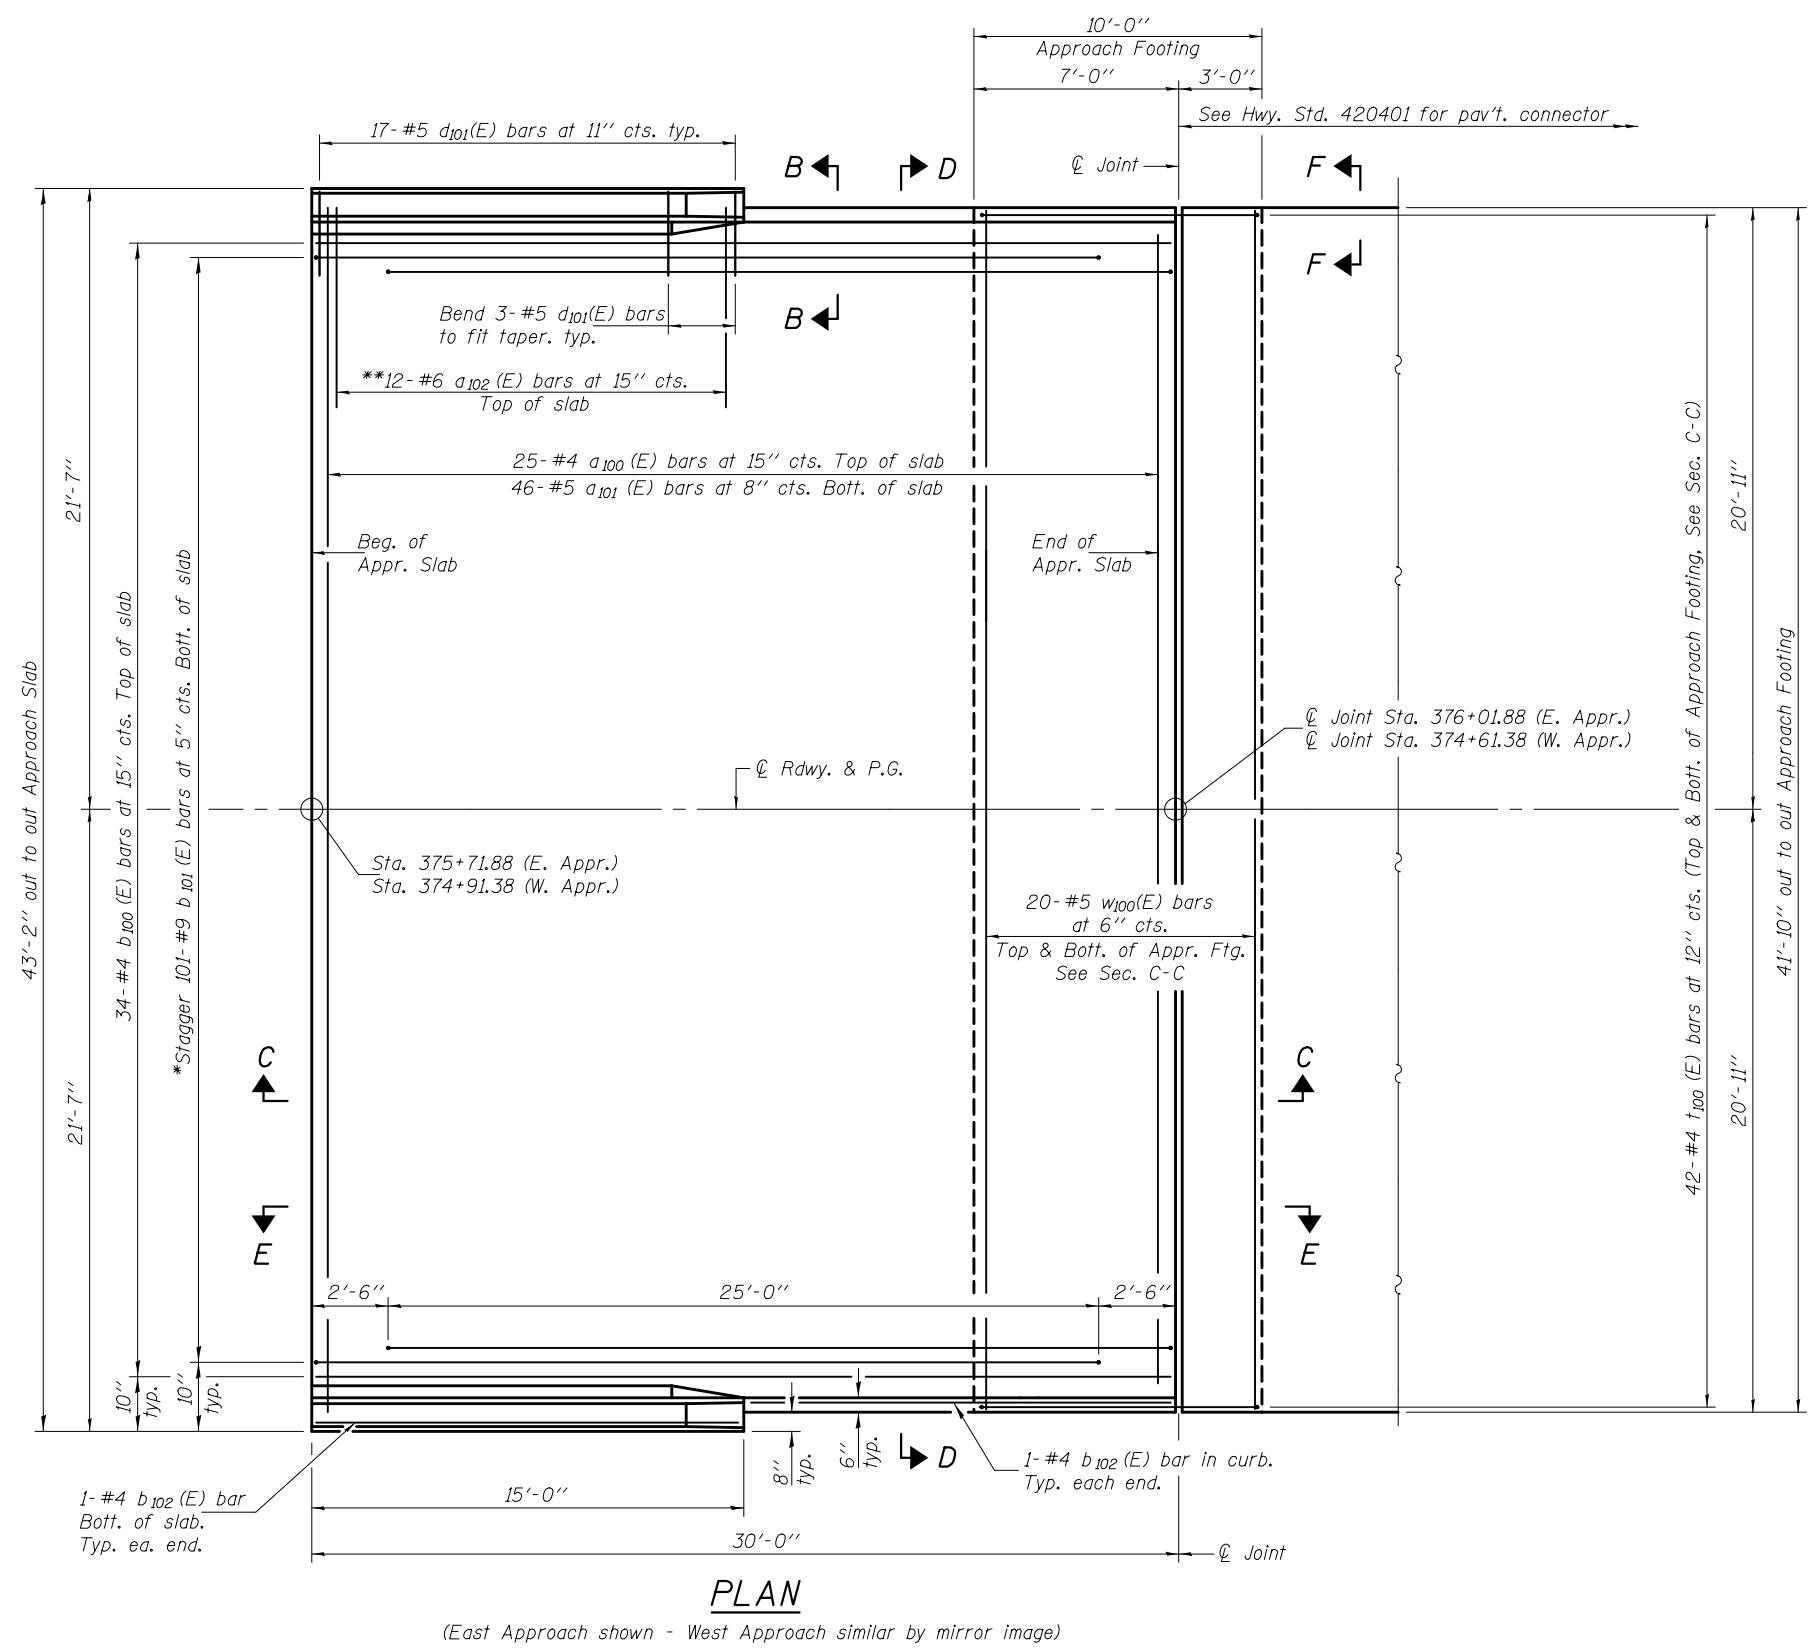 10'-0"
Approach Footing
7'-0"
3'-0"
See Hwy. Std. 420401 for pav't. connector
17-#5 d101(E) bars at 11" cts. typ.
B
D
℄ Joint
F
F
B
Bend 3-#5 d101(E) bars
to fit taper. typ.
**12-#6 a102 (E) bars at 15" cts.
Top of slab
25-#4 a100 (E) bars at 15" cts. Top of slab
46-#5 a101 (E) bars at 8" cts. Bott. of slab
Beg. of
Appr. Slab
End of
Appr. Slab
43'-2" out to out Approach Slab
21'-7"
21'-7"
34-#4 b100 (E) bars at 15" cts. Top of slab
*Stagger 101-#9 b101 (E) bars at 5" cts. Bott. of slab
42-#4 t100 (E) bars at 12" cts. (Top & Bott. of Approach Footing, See Sec. C-C)
20'-11"
20'-11"
41'-10" out to out Approach Footing
℄ Joint Sta. 376+01.88 (E. Appr.)
℄ Joint Sta. 374+61.38 (W. Appr.)
℄ Rdwy. & P.G.
Sta. 375+71.88 (E. Appr.)
Sta. 374+91.38 (W. Appr.)
20-#5 w100(E) bars
at 6" cts.
Top & Bott. of Appr. Ftg.
See Sec. C-C
C
C
E
E
2'-6"
25'-0"
2'-6"
10"
typ.
10"
typ.
8"
typ.
6"
typ.
D
1-#4 b102 (E) bar in curb.
Typ. each end.
1-#4 b102 (E) bar
Bott. of slab.
Typ. ea. end.
15'-0"
30'-0"
℄ Joint
PLAN
(East Approach shown - West Approach similar by mirror image)